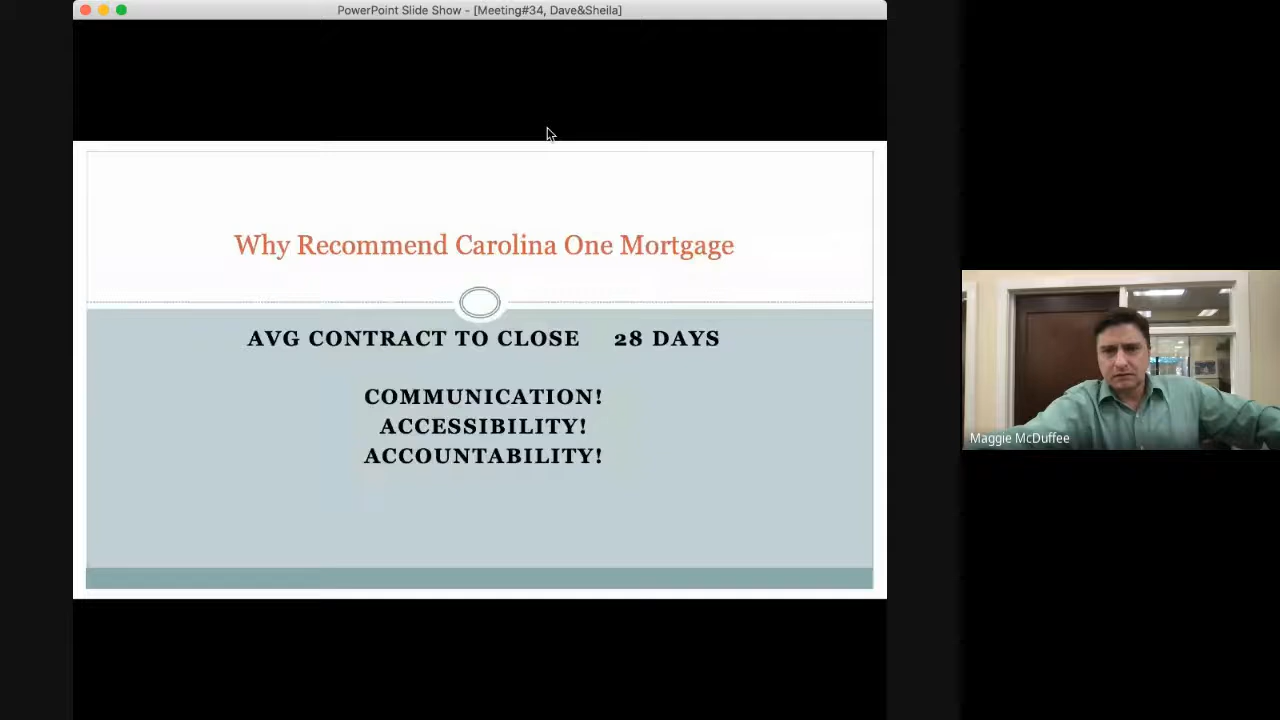 PowerPoint Slide Show - [Meeting#34, Dave&Sheila]
Why Recommend Carolina One Mortgage
AVG CONTRACT TO CLOSE 28 DAYS
COMMUNICATION!
ACCESSIBILITY!
ACCOUNTABILITY!
Maggie McDuffee